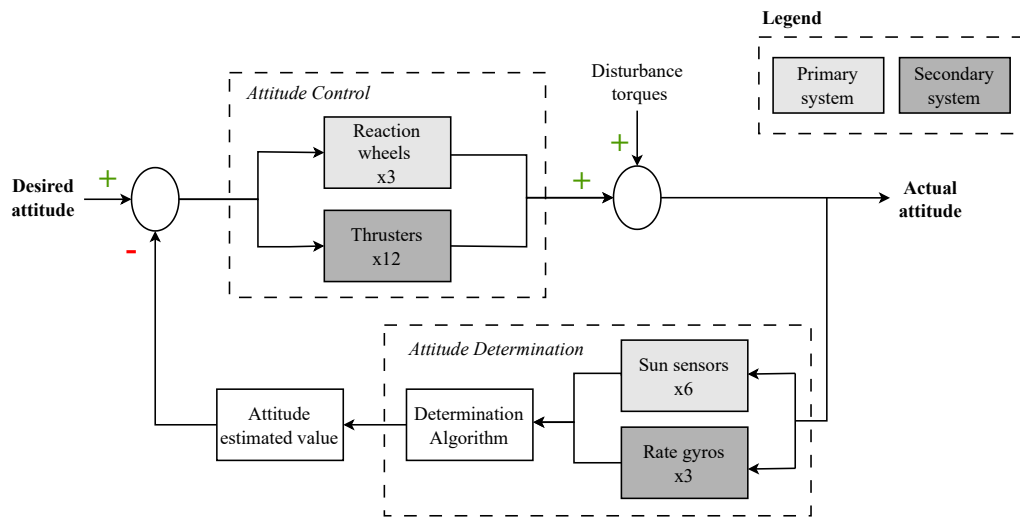 Legend
Primary
system
Secondary
system
Attitude Control
Disturbance
torques
Reaction
wheels
x3
+
+
+
Desired
attitude
Actual
attitude
-
Thrusters
x12
Attitude Determination
Sun sensors
x6
Attitude
estimated value
Determination
Algorithm
Rate gyros
x3